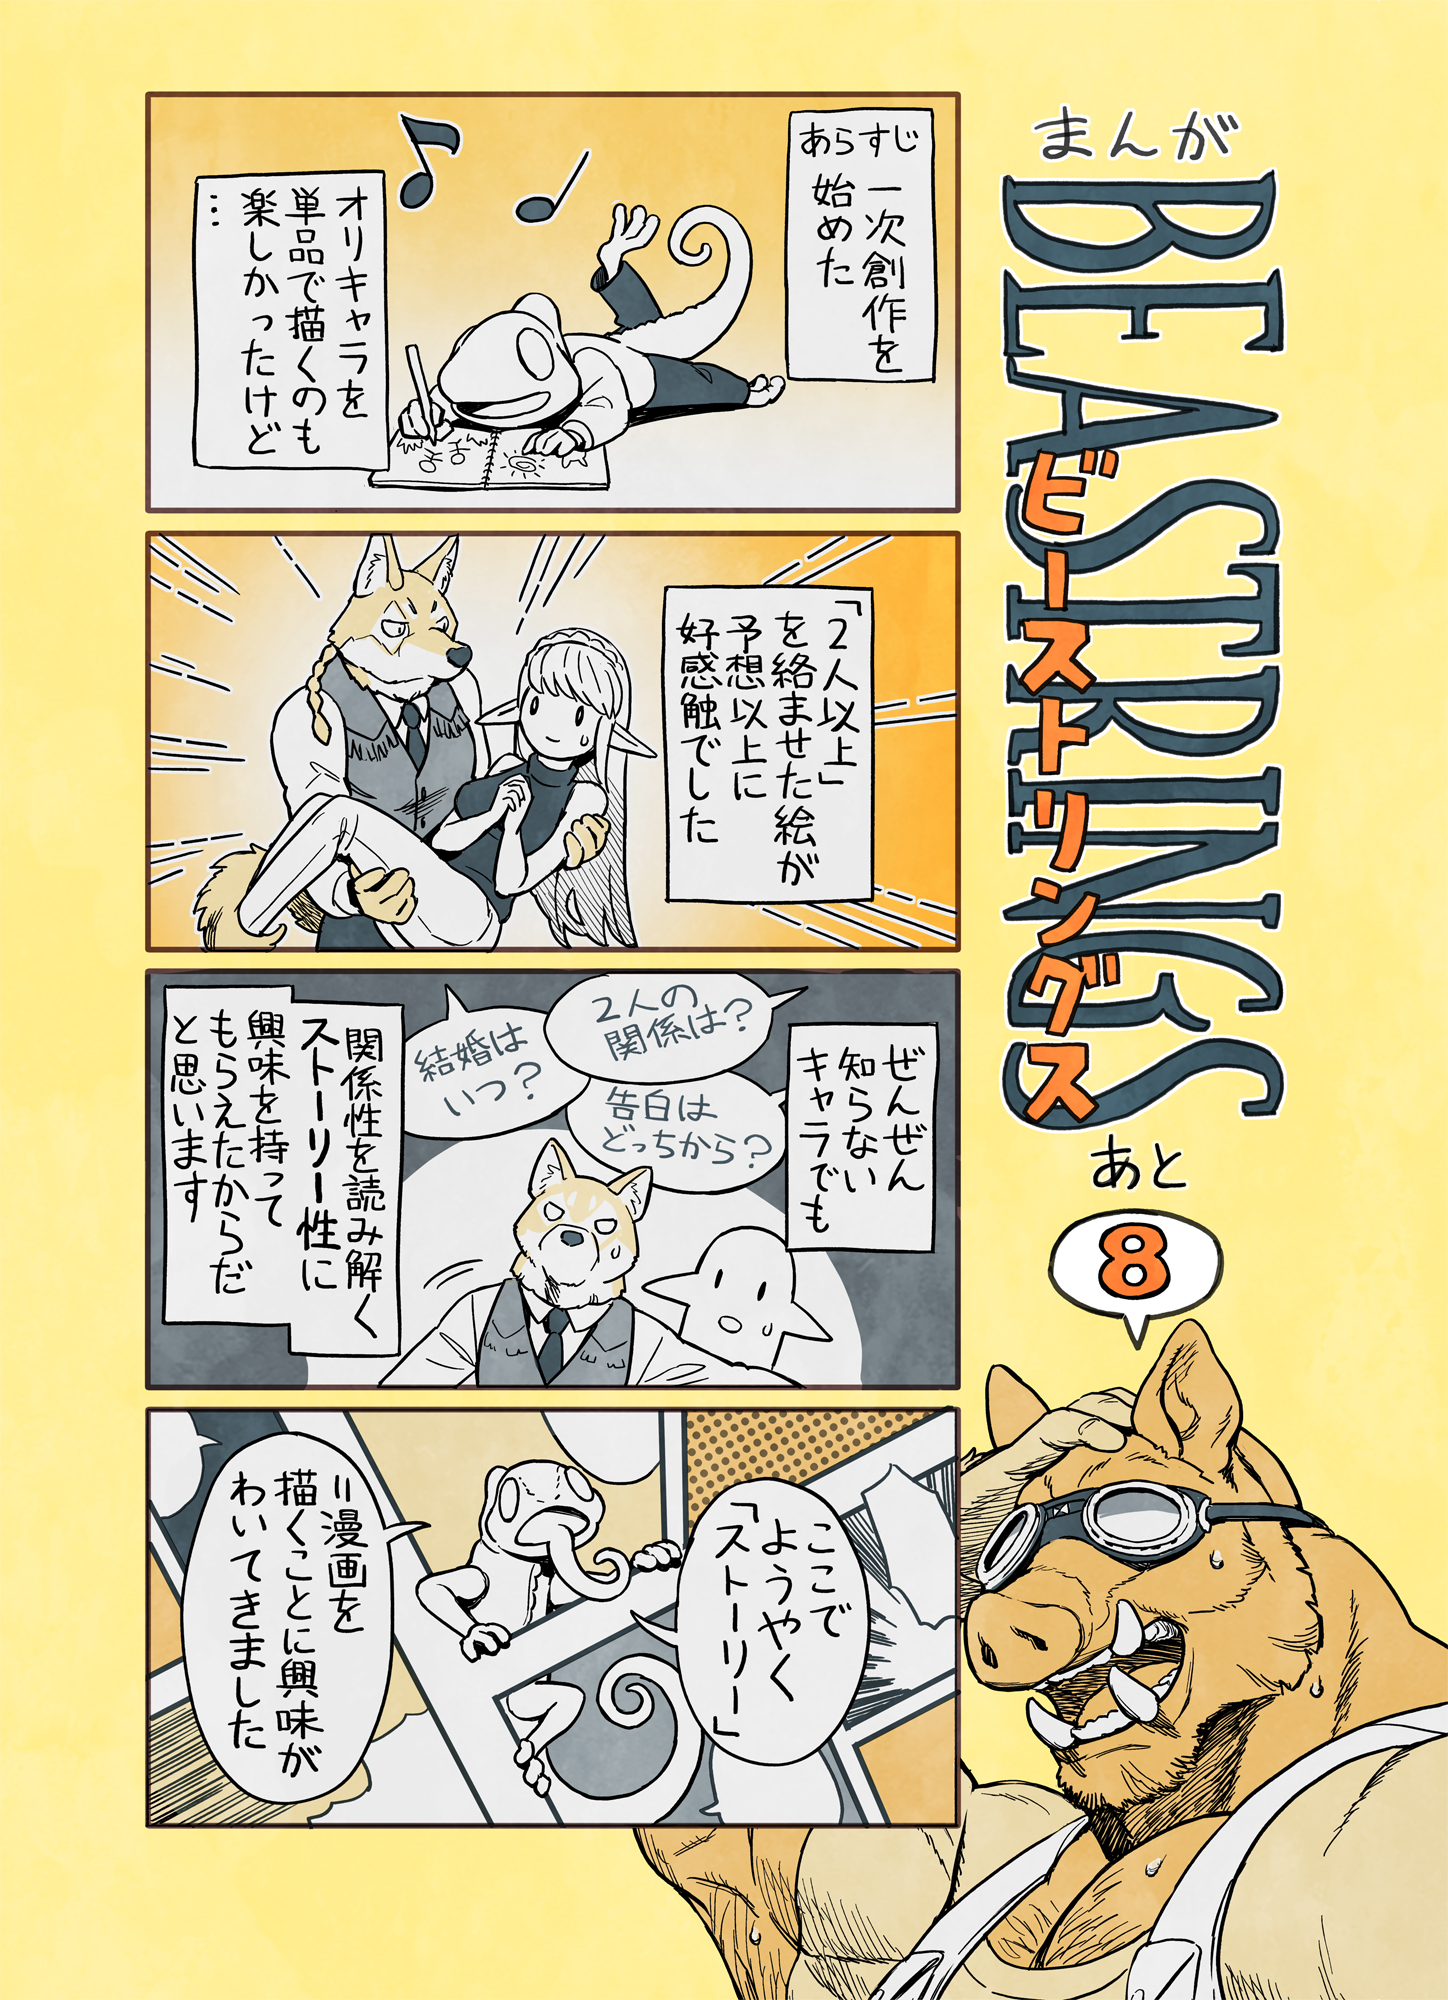 まんが
BEASTRINGS
ビーストリングス
あと
8
あらすじ
一次創作を
始めた
オリキャラを
単品で描くのも
楽しかったけど
…
「2人以上」
を絡ませた絵が
予想以上に
好感触でした
ぜんぜん
知らない
キャラでも
2人の
関係は?
結婚は
いつ?
告白は
どっちから?
関係性を読み解く
ストーリー性に
興味を持って
もらえたからだ
と思います
ここで
ようやく
「ストーリー」
=漫画を
描くことに興味が
わいてきました